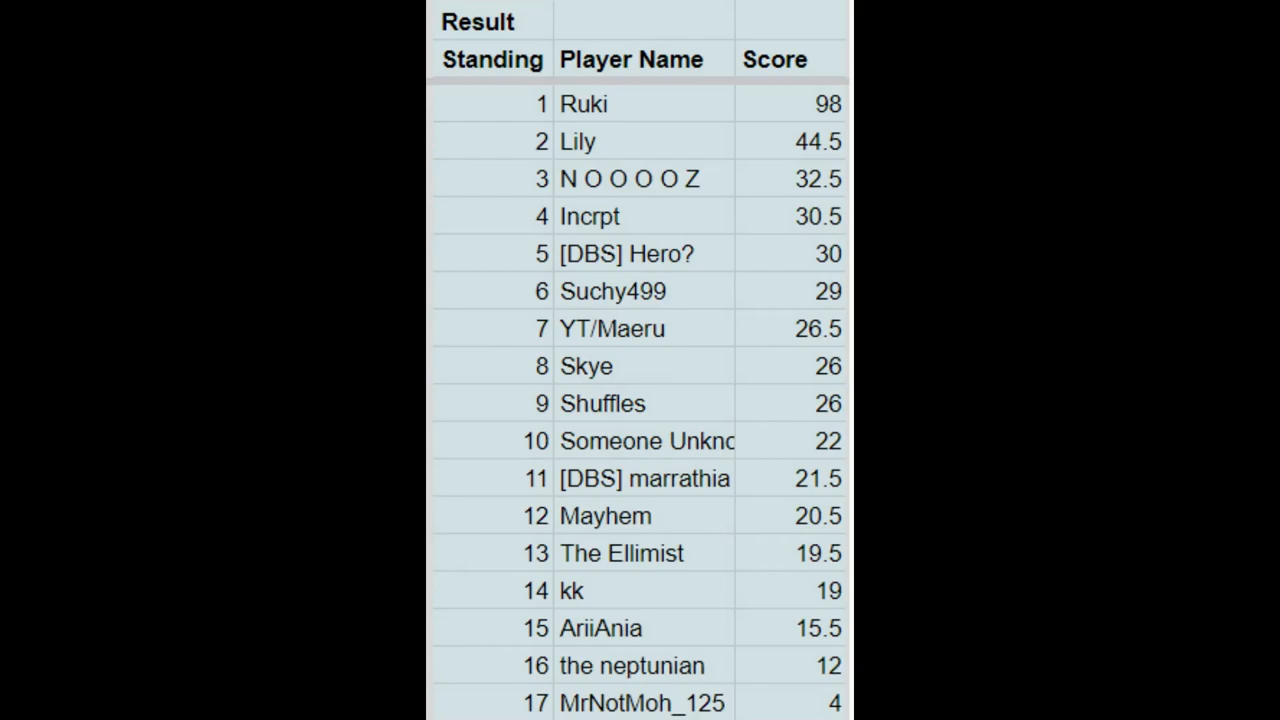 Result
Standing Player Name Score
1 Ruki 98
2 Lily 44.5
3 N O O O O Z 32.5
4 Incrpt 30.5
5 [DBS] Hero? 30
6 Suchy499 29
7 YT/Maeru 26.5
8 Skye 26
9 Shuffles 26
10 Someone Unkno 22
11 [DBS] marrathia 21.5
12 Mayhem 20.5
13 The Ellimist 19.5
14 kk 19
15 AriiAnia 15.5
16 the neptunian 12
17 MrNotMoh_125 4